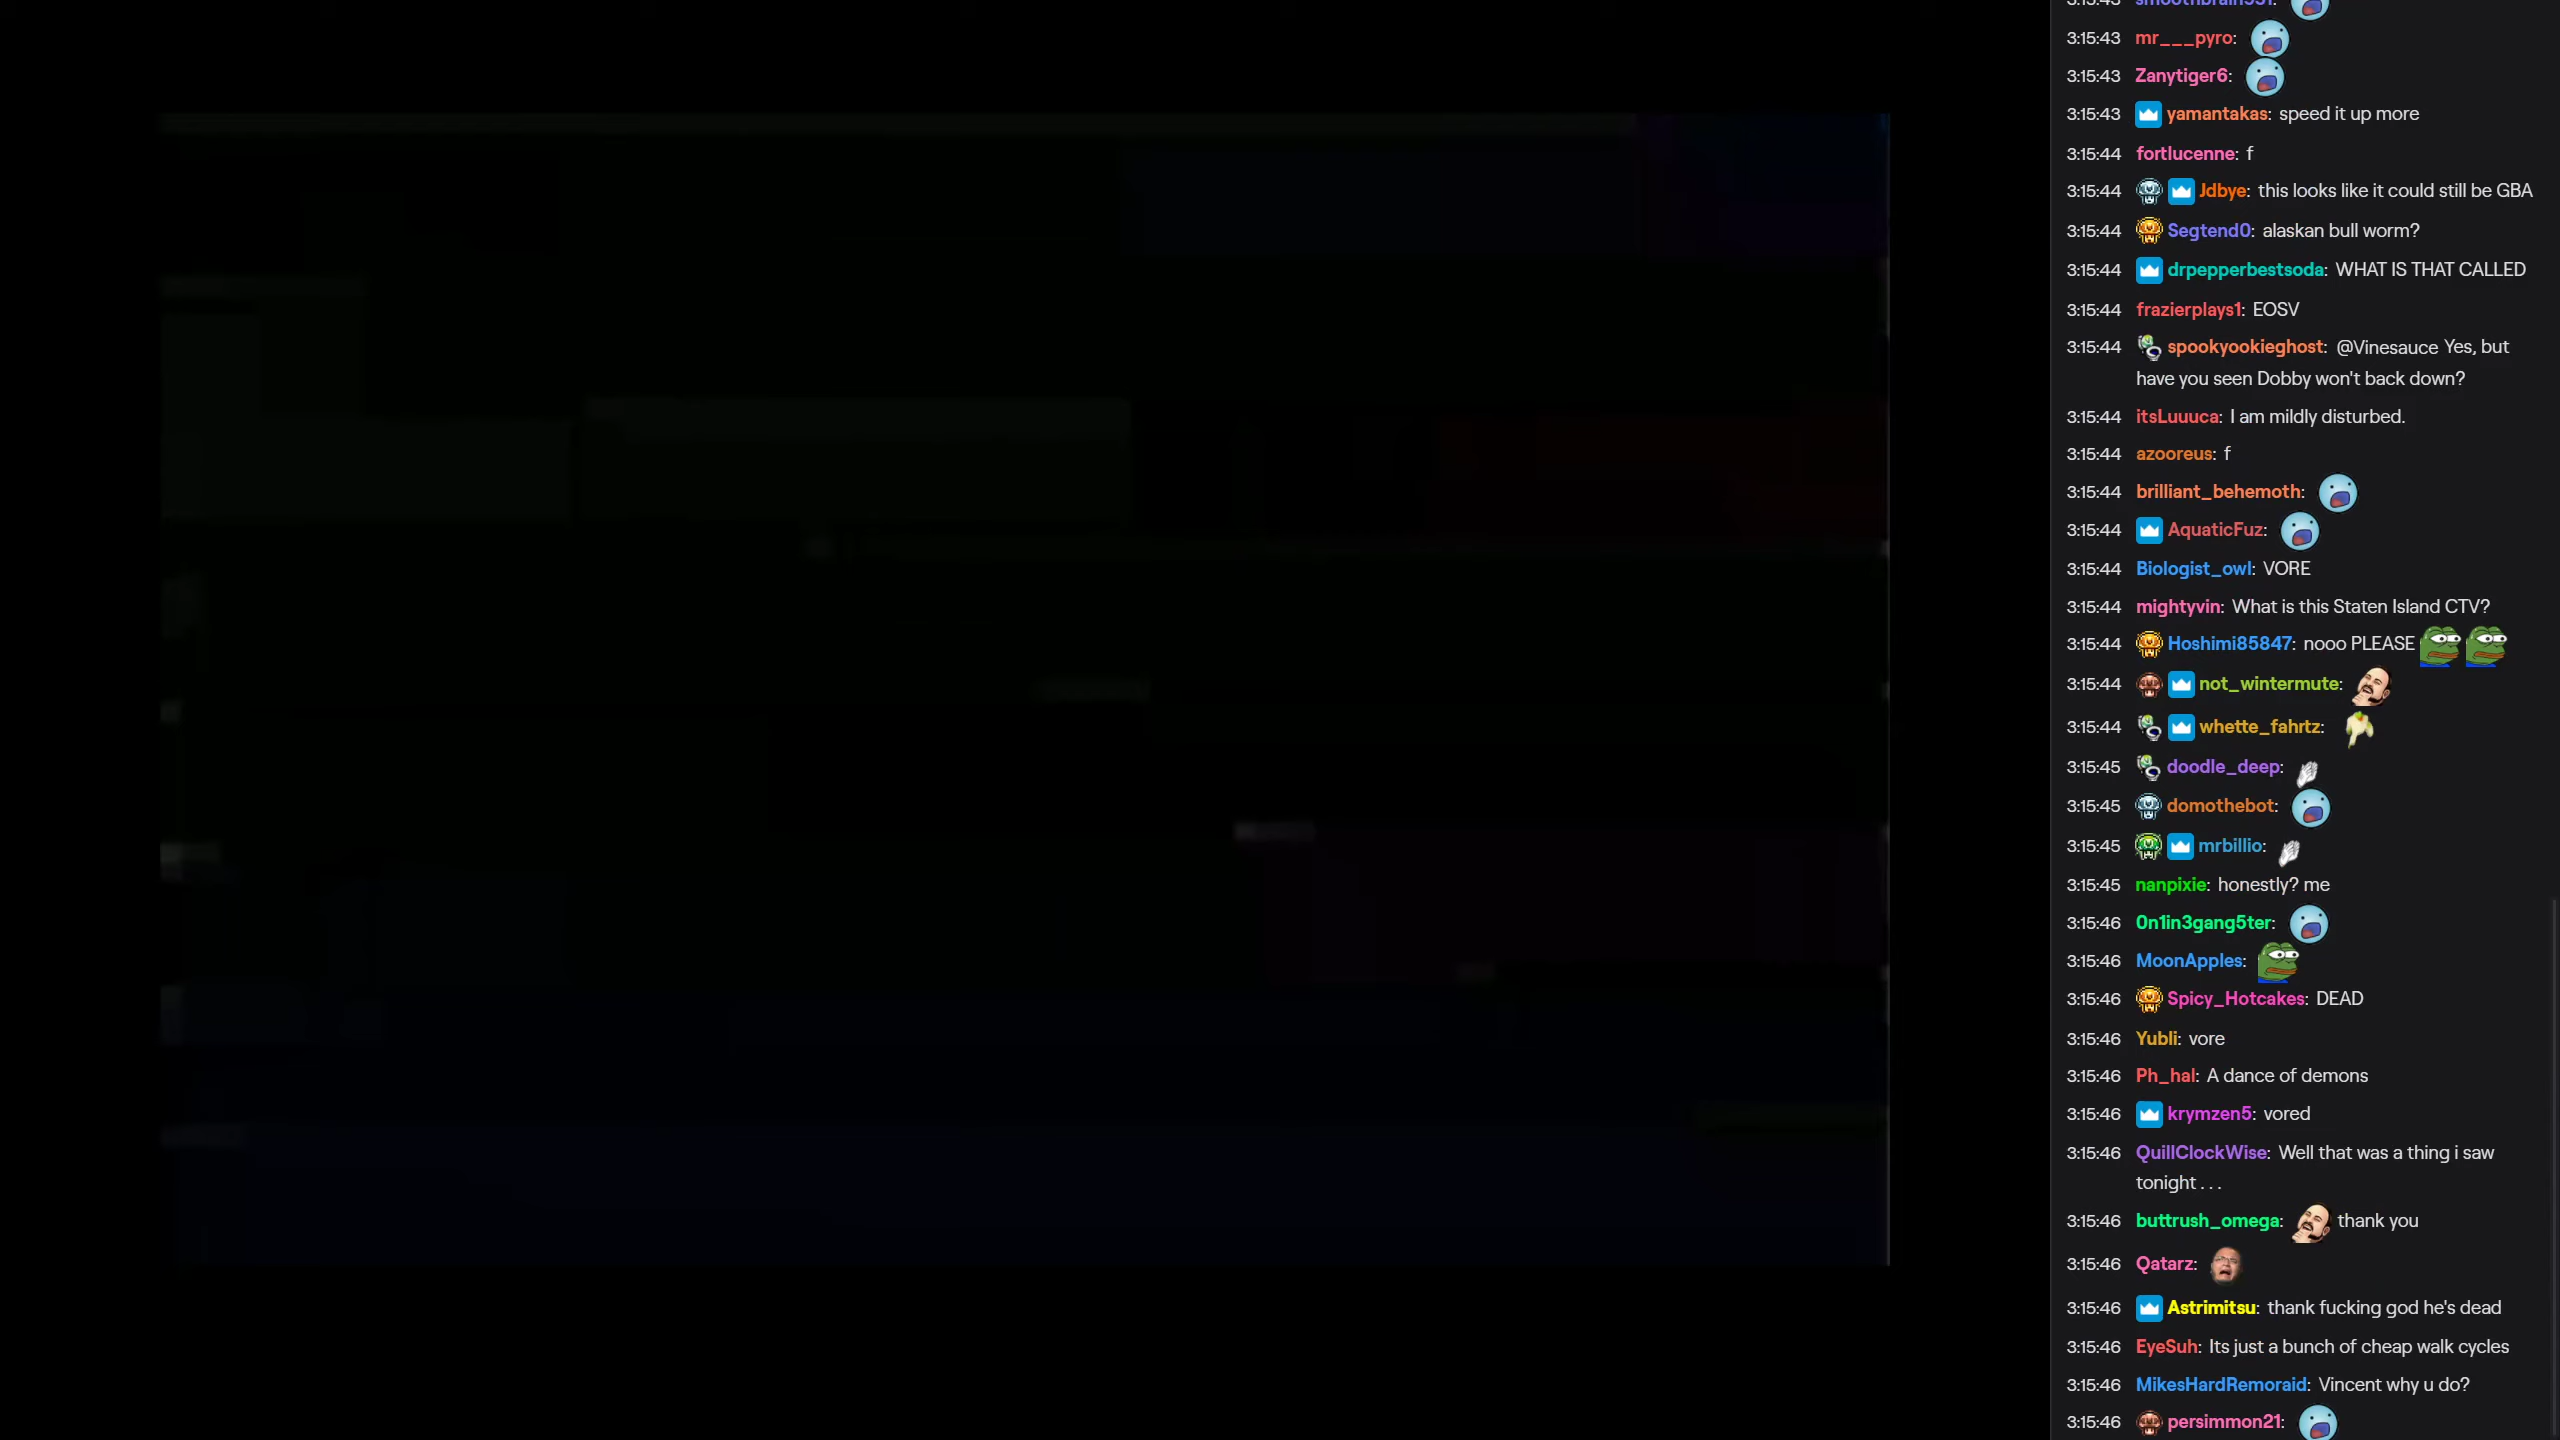 3:15:43 smoothbrain991:
3:15:43 mr___pyro:
3:15:43 Zanytiger6:
3:15:43 yamantakas: speed it up more
3:15:44 fortlucenne: f
3:15:44 Jdbye: this looks like it could still be GBA
3:15:44 Segtend0: alaskan bull worm?
3:15:44 drpepperbestsoda: WHAT IS THAT CALLED
3:15:44 frazierplays1: EOSV
3:15:44 spookyookieghost: @Vinesauce Yes, but
have you seen Dobby won't back down?
3:15:44 itsLuuuca: I am mildly disturbed.
3:15:44 azooreus: f
3:15:44 brilliant_behemoth:
3:15:44 AquaticFuz:
3:15:44 Biologist_owl: VORE
3:15:44 mightyvin: What is this Staten Island CTV?
3:15:44 Hoshimi85847: nooo PLEASE
3:15:44 not_wintermute:
3:15:44 whette_fahrtz:
3:15:45 doodle_deep:
3:15:45 domothebot:
3:15:45 mrbillio:
3:15:45 nanpixie: honestly? me
3:15:46 0n1in3gang5ter:
3:15:46 MoonApples:
3:15:46 Spicy_Hotcakes: DEAD
3:15:46 Yubli: vore
3:15:46 Ph_hal: A dance of demons
3:15:46 krymzen5: vored
3:15:46 QuillClockWise: Well that was a thing i saw
tonight . . .
3:15:46 buttrush_omega: thank you
3:15:46 Qatarz:
3:15:46 Astrimitsu: thank fucking god he's dead
3:15:46 EyeSuh: Its just a bunch of cheap walk cycles
3:15:46 MikesHardRemoraid: Vincent why u do?
3:15:46 persimmon21: